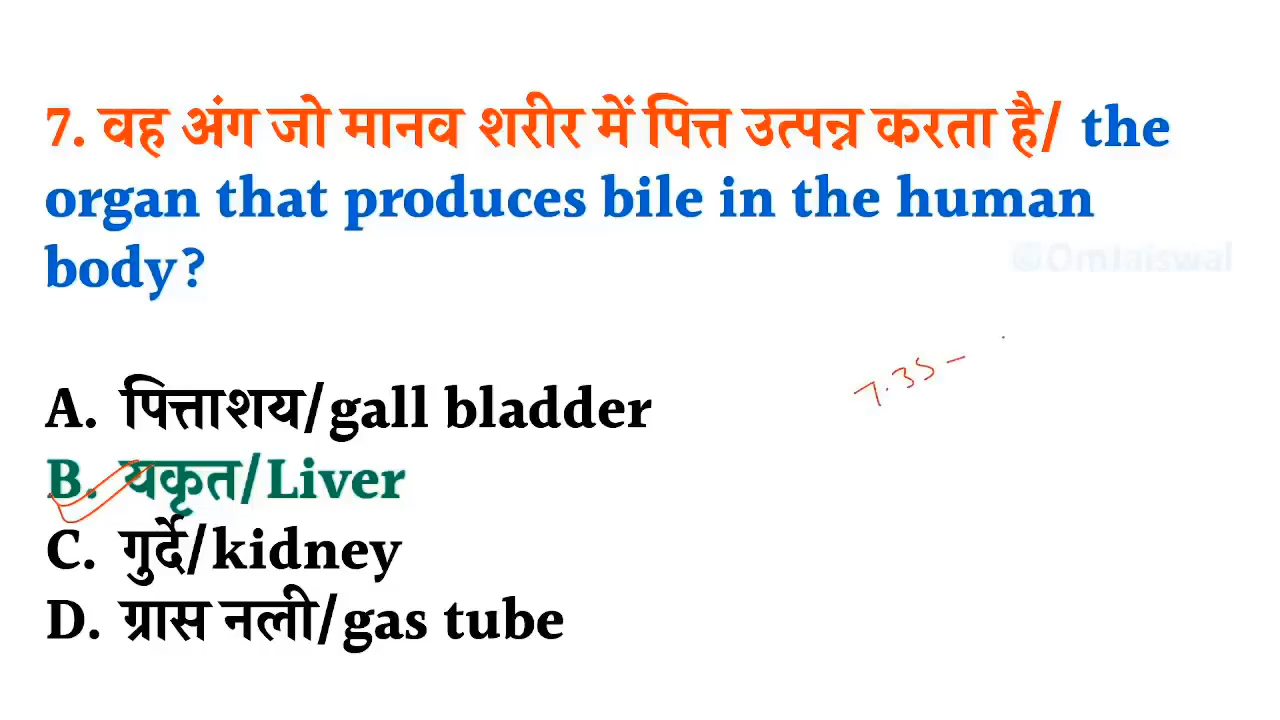 7. वह अंग जो मानव शरीर में पित्त उत्पन्न करता है/ the
organ that produces bile in the human
body?
@OmJaiswal
A. पित्ताशय/gall bladder
7.35 -
B. यकृत/Liver
C. गुर्दे/kidney
D. ग्रास नली/gas tube